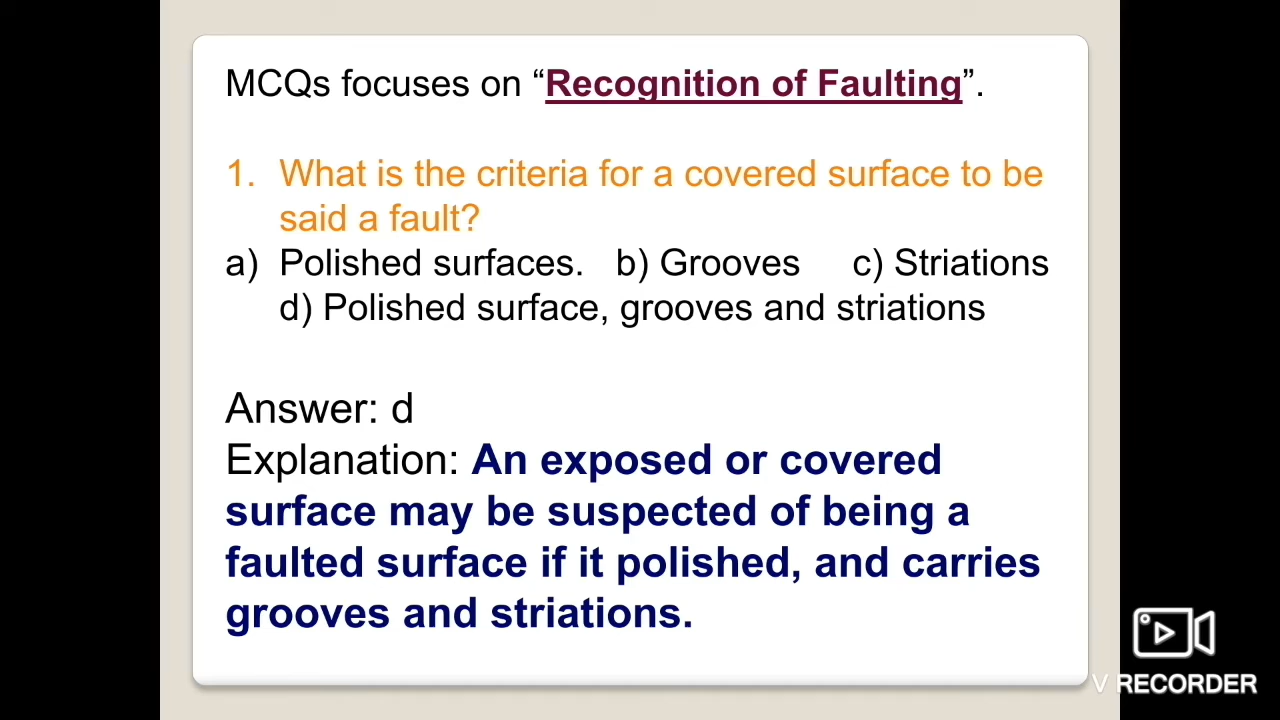 MCQs focuses on “Recognition of Faulting”.
1. What is the criteria for a covered surface to be
said a fault?
a) Polished surfaces. b) Grooves c) Striations
d) Polished surface, grooves and striations
Answer: d
Explanation: An exposed or covered
surface may be suspected of being a
faulted surface if it polished, and carries
grooves and striations.
V RECORDER